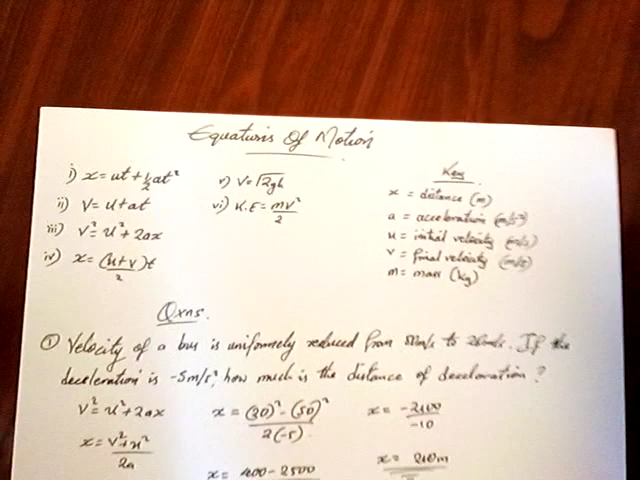 Equations Of Motion
i) x = ut + ½at²
ii) V = u + at
iii) V² = u² + 2ax
iv) x = (u+v)t / 2
v) V = √2gh
vi) K.E = mv² / 2
Key
x = distance (m)
a = acceleration (m/s²)
u = initial velocity (m/s)
v = final velocity (m/s)
m = mass (kg)
Qxns.
① Velocity of a bus is uniformely reduced from to If the
deceleration is -5m/s², how much is the distance of deceleration?
V² = u² + 2ax
x = V² u² / 2a
x = (20)² - (50)² / 2(-5).
x = 400 - 2500
x = -2100 / -10
x = 210m